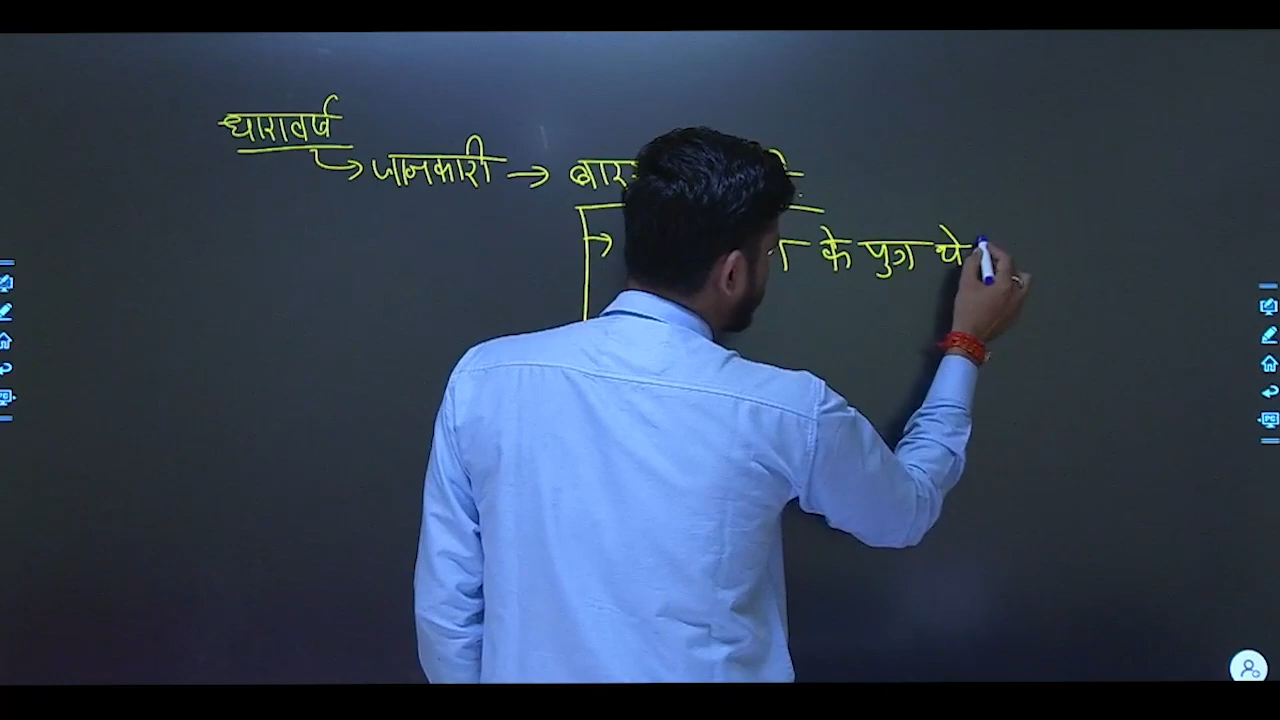 धारावर्ष
जानकारी → बार
के पुत्र थे